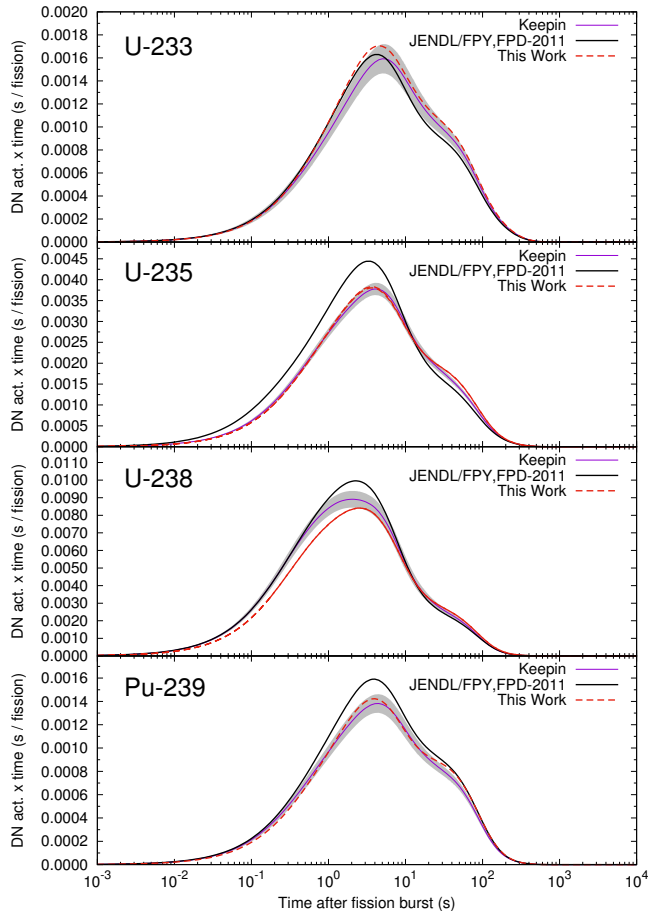 U-233
Keepin
JENDL/FPY,FPD-2011
This Work
DN act. x time (s / fission)
0.0020
0.0018
0.0016
0.0014
0.0012
0.0010
0.0008
0.0006
0.0004
0.0002
0.0000
U-235
Keepin
JENDL/FPY,FPD-2011
This Work
DN act. x time (s / fission)
0.0045
0.0040
0.0035
0.0030
0.0025
0.0020
0.0015
0.0010
0.0005
0.0000
U-238
Keepin
JENDL/FPY,FPD-2011
This Work
DN act. x time (s / fission)
0.0110
0.0100
0.0090
0.0080
0.0070
0.0060
0.0050
0.0040
0.0030
0.0020
0.0010
0.0000
Pu-239
Keepin
JENDL/FPY,FPD-2011
This Work
DN act. x time (s / fission)
0.0016
0.0014
0.0012
0.0010
0.0008
0.0006
0.0004
0.0002
0.0000
10⁻³ 10⁻² 10⁻¹ 10⁰ 10¹ 10² 10³ 10⁴
Time after fission burst (s)